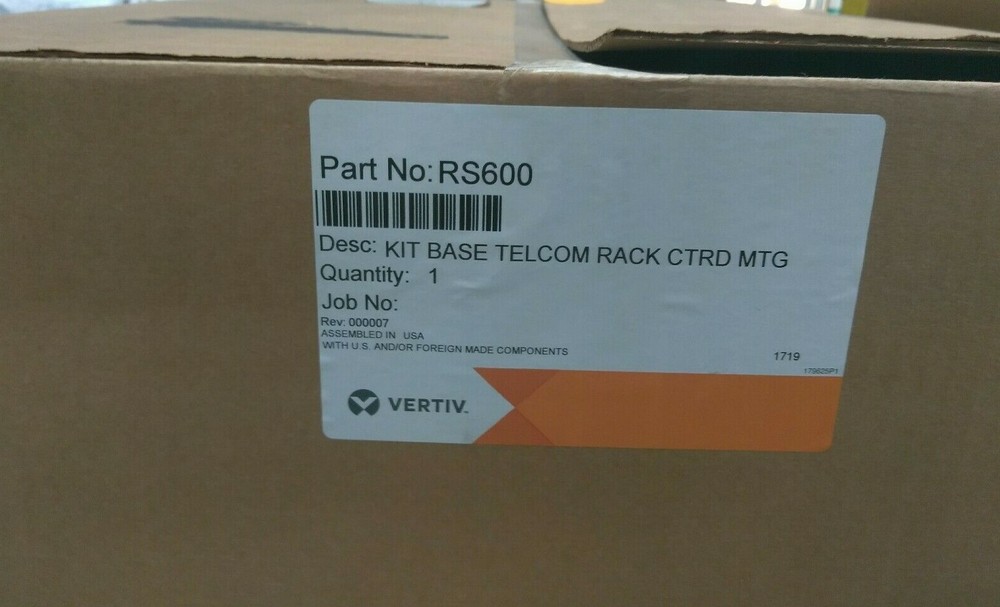 Part No: RS600
Desc: KIT BASE TELCOM RACK CTRD MTG
Quantity: 1
Job No:
Rev: 000007
ASSEMBLED IN USA
WITH U.S. AND/OR FOREIGN MADE COMPONENTS
1719
VERTIV™